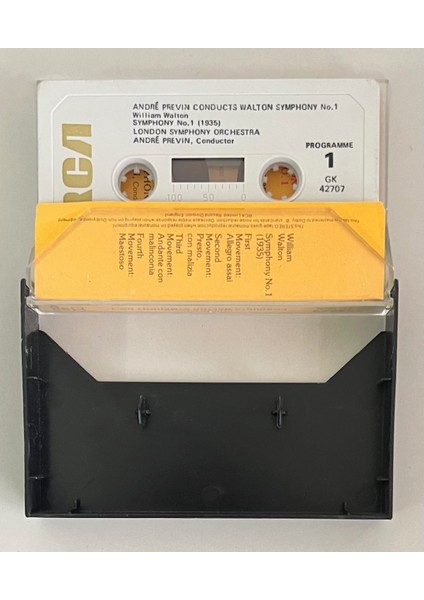 RCA
ANDRÉ PREVIN CONDUCTS WALTON SYMPHONY No.1
William Walton
SYMPHONY No.1 (1935)
LONDON SYMPHONY ORCHESTRA
ANDRÉ PREVIN, Conductor
PROGRAMME
1
GK
42707
100
50
0
William
Walton
Symphony No.1
(1935)
First
Movement:
Allegro assai
Second
Movement:
Presto,
con malizia
Third
Movement:
Andante con
malinconia
Fourth
Movement:
Maestoso